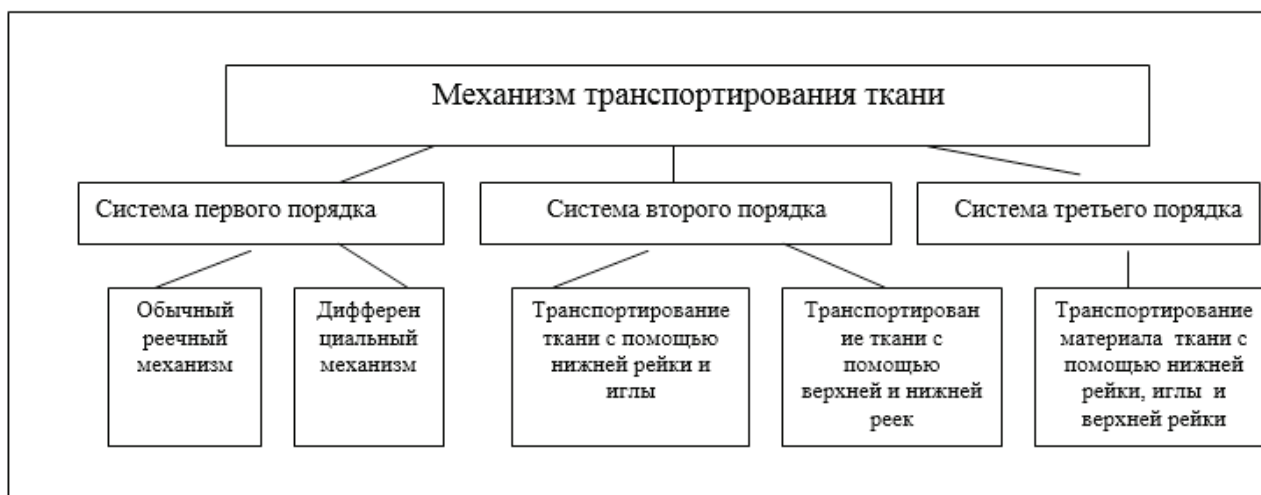 Механизм транспортирования ткани
Система первого порядка
Система второго порядка
Система третьего порядка
Обычный
реечный
механизм
Дифферен
циальный
механизм
Транспортирование
ткани с помощью
нижней рейки и
иглы
Транспортирован
ие ткани с
помощью
верхней и нижней
реек
Транспортирование
материала ткани с
помощью нижней
рейки, иглы и
верхней рейки